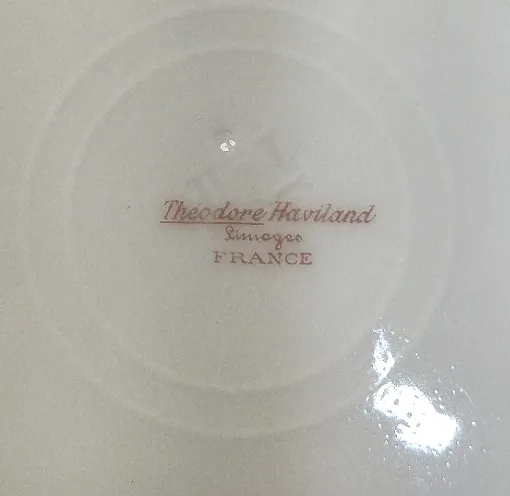 Théodore Haviland
Limoges
FRANCE